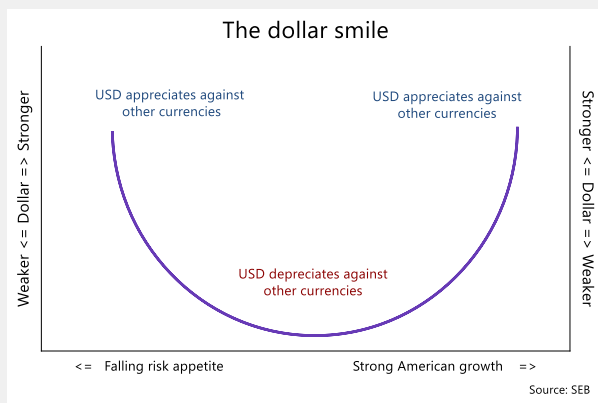 The dollar smile
USD appreciates against
other currencies
USD appreciates against
other currencies
Weaker <= Dollar => Stronger
Stronger <= Dollar => Weaker
USD depreciates against
other currencies
<= Falling risk appetite
Strong American growth =>
Source: SEB